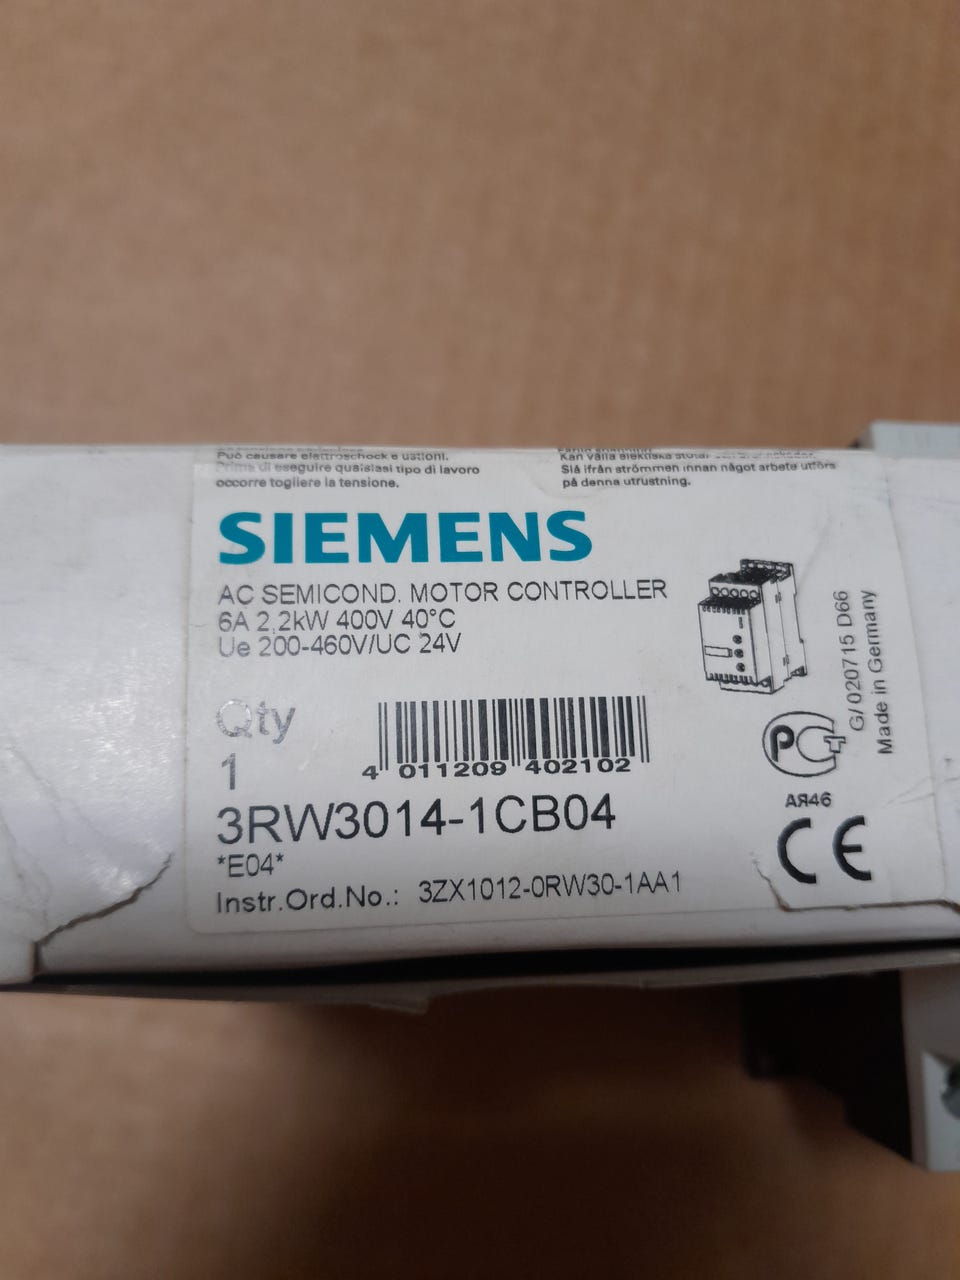 Può causare elettroschock e ustioni.
Prima di eseguire qualsiasi tipo di lavoro
occorre togliere la tensione.
Kan vålla elektriska
Slå ifrån strömmen innan något arbete utförs
på denna utrustning.
SIEMENS
AC SEMICOND. MOTOR CONTROLLER
6A 2,2kW 400V 40°C
Ue 200-460V/UC 24V
Qty
1
4 011209 402102
3RW3014-1CB04
*E04*
Instr.Ord.No.: 3ZX1012-0RW30-1AA1
G/020715 D66
Made in Germany
PC
АЯ46
CE